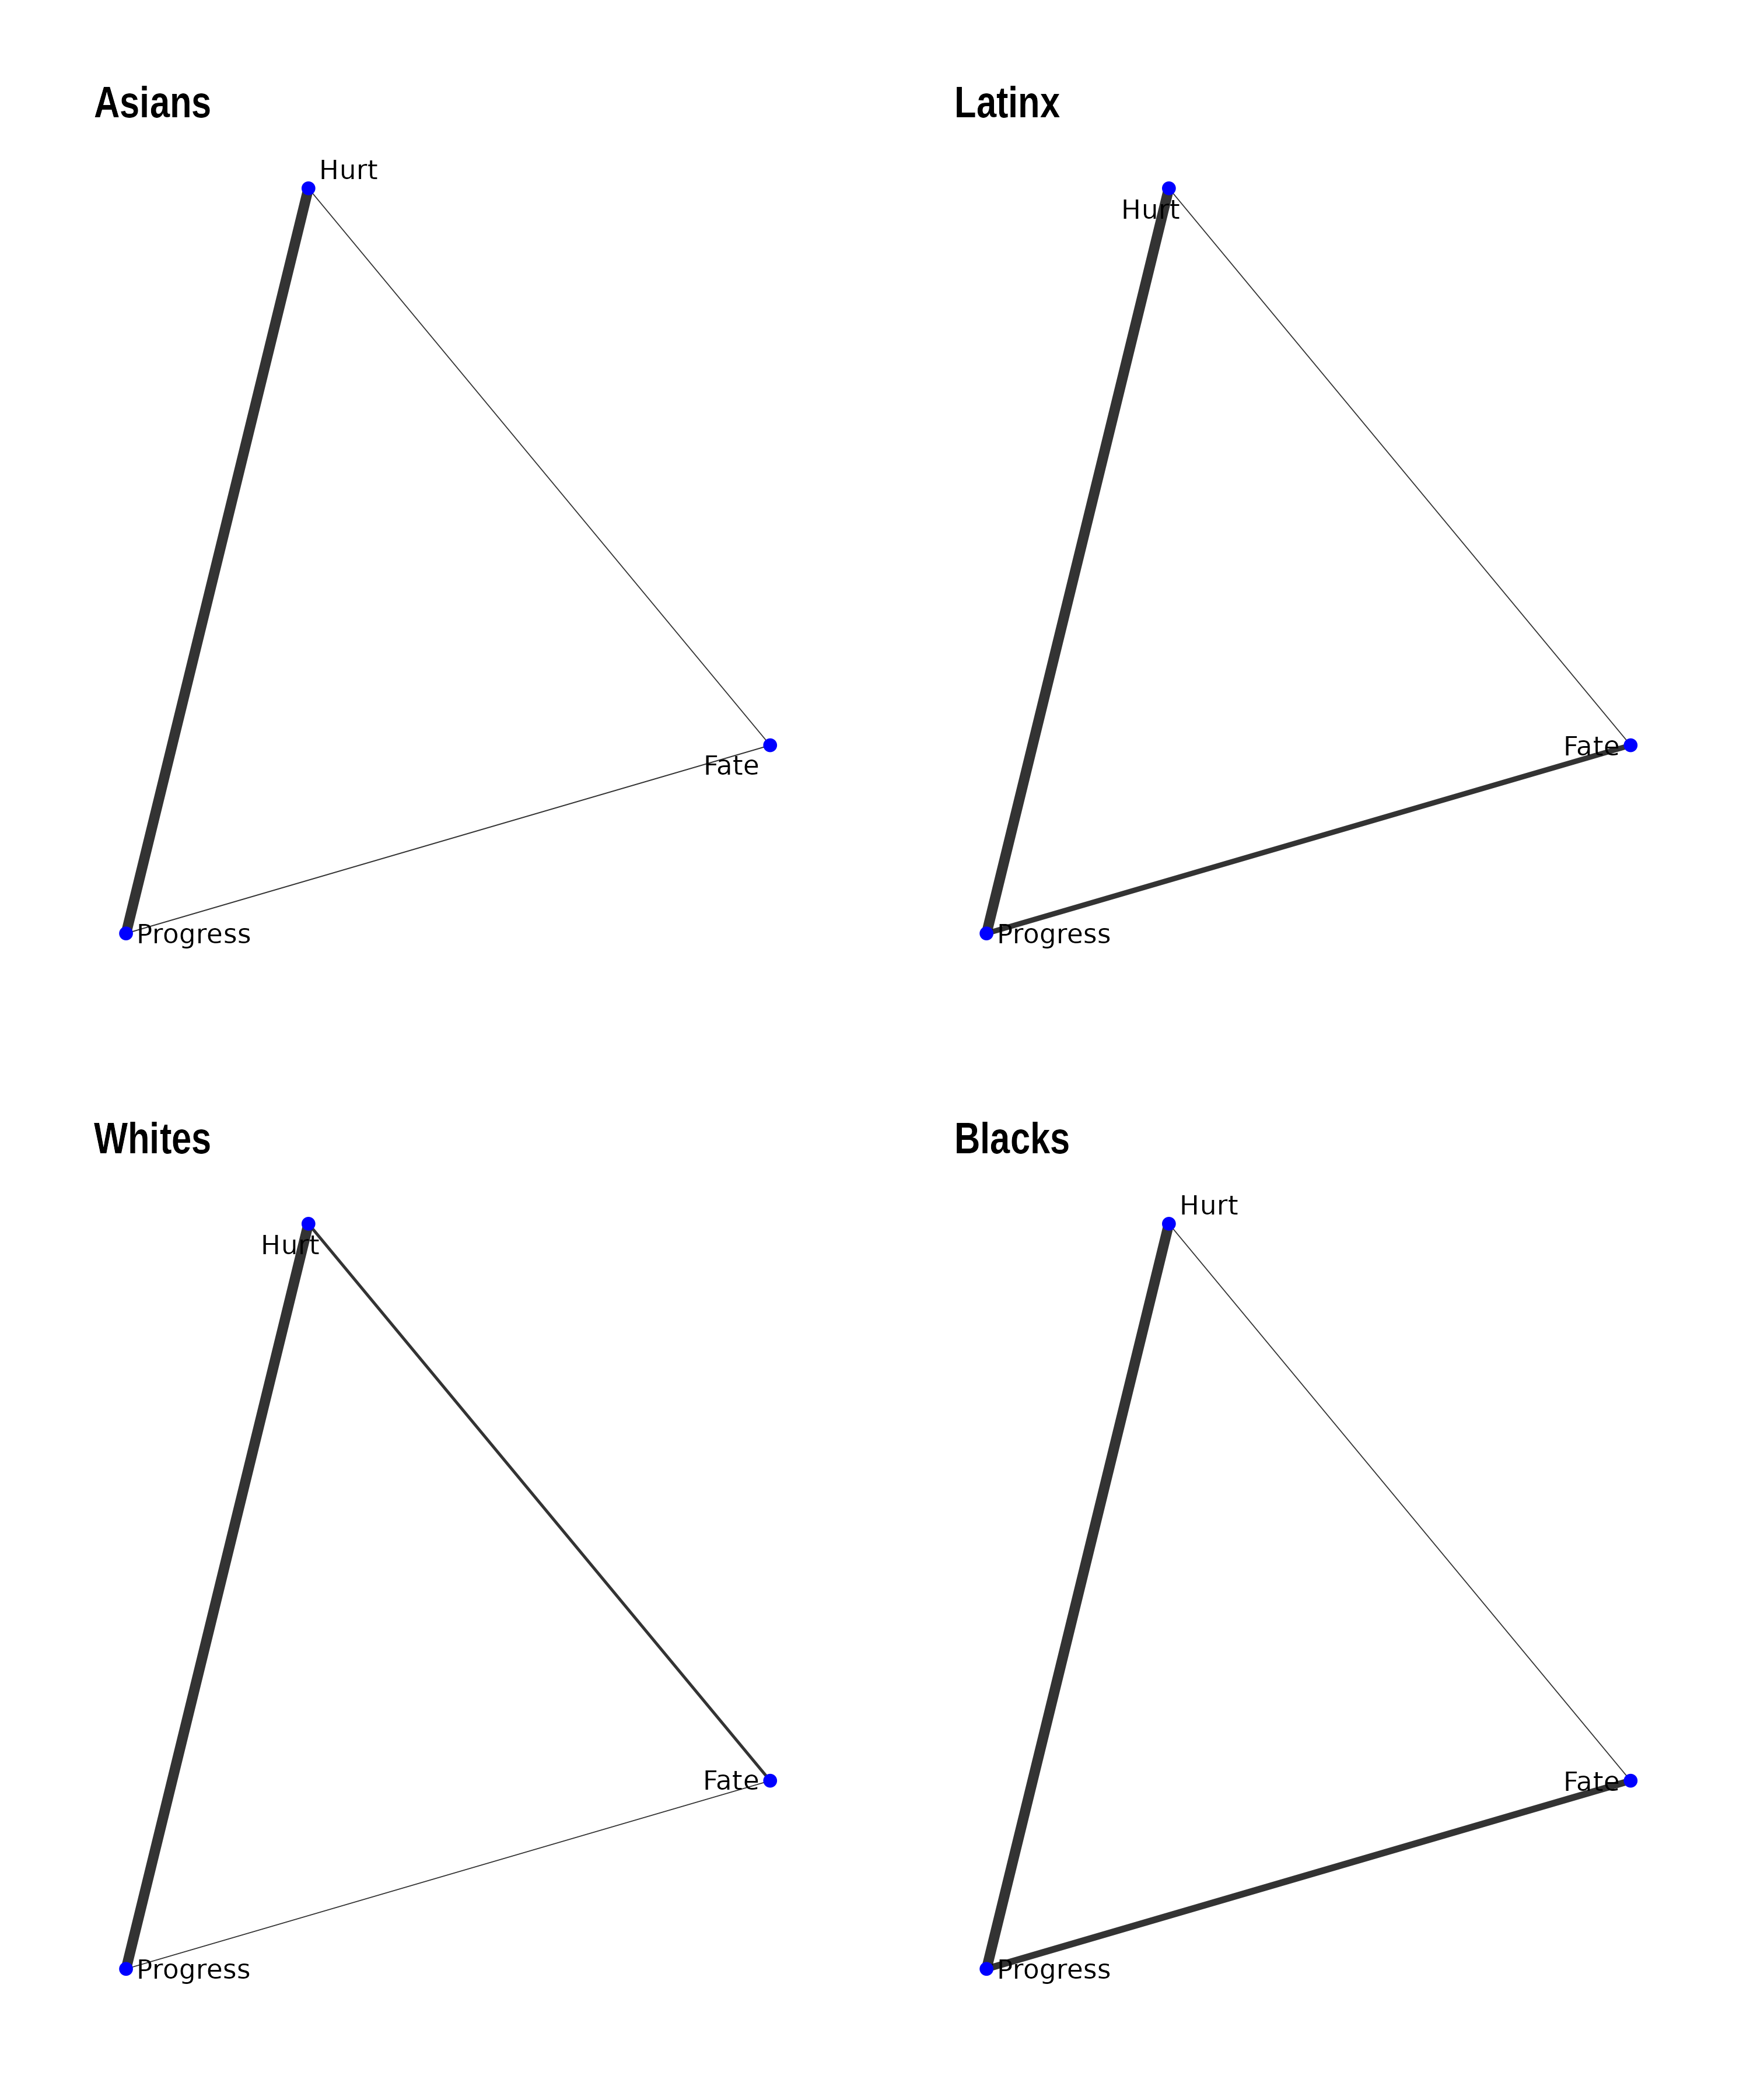 Asians
Hurt
Fate
Progress
Latinx
Hurt
Fate
Progress
Whites
Hurt
Fate
Progress
Blacks
Hurt
Fate
Progress